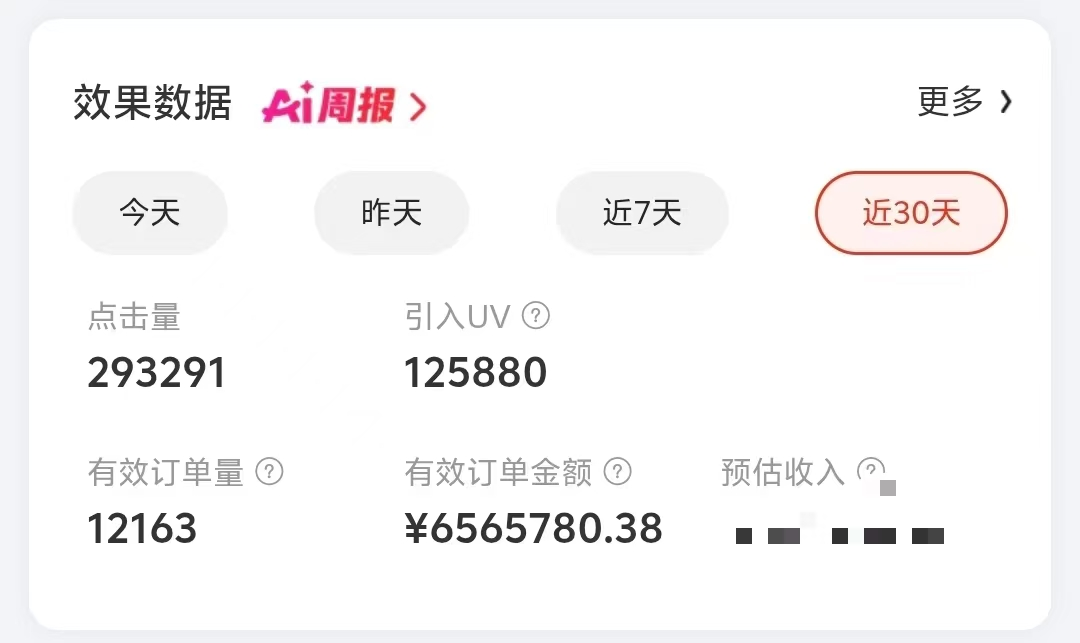 效果数据 Ai周报 > 更多 >
今天 昨天 近7天 近30天
点击量 引入UV ?
293291 125880
有效订单量 ? 有效订单金额 ? 预估收入 ?
12163 ¥6565780.38